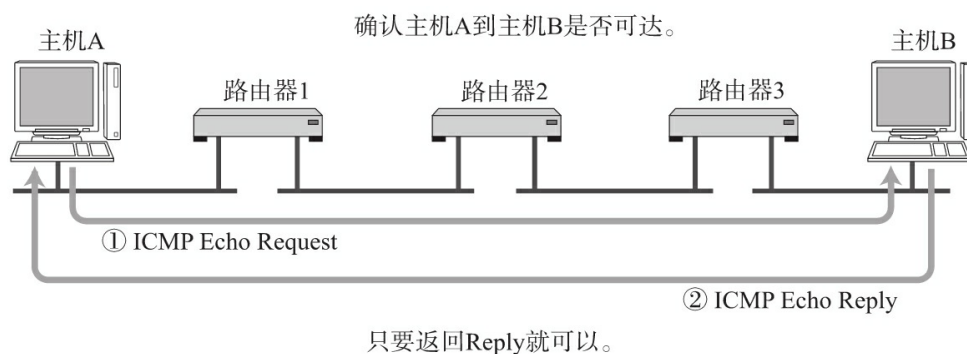 确认主机A到主机B是否可达。
主机A
主机B
路由器1
路由器2
路由器3
① ICMP Echo Request
② ICMP Echo Reply
只要返回Reply就可以。